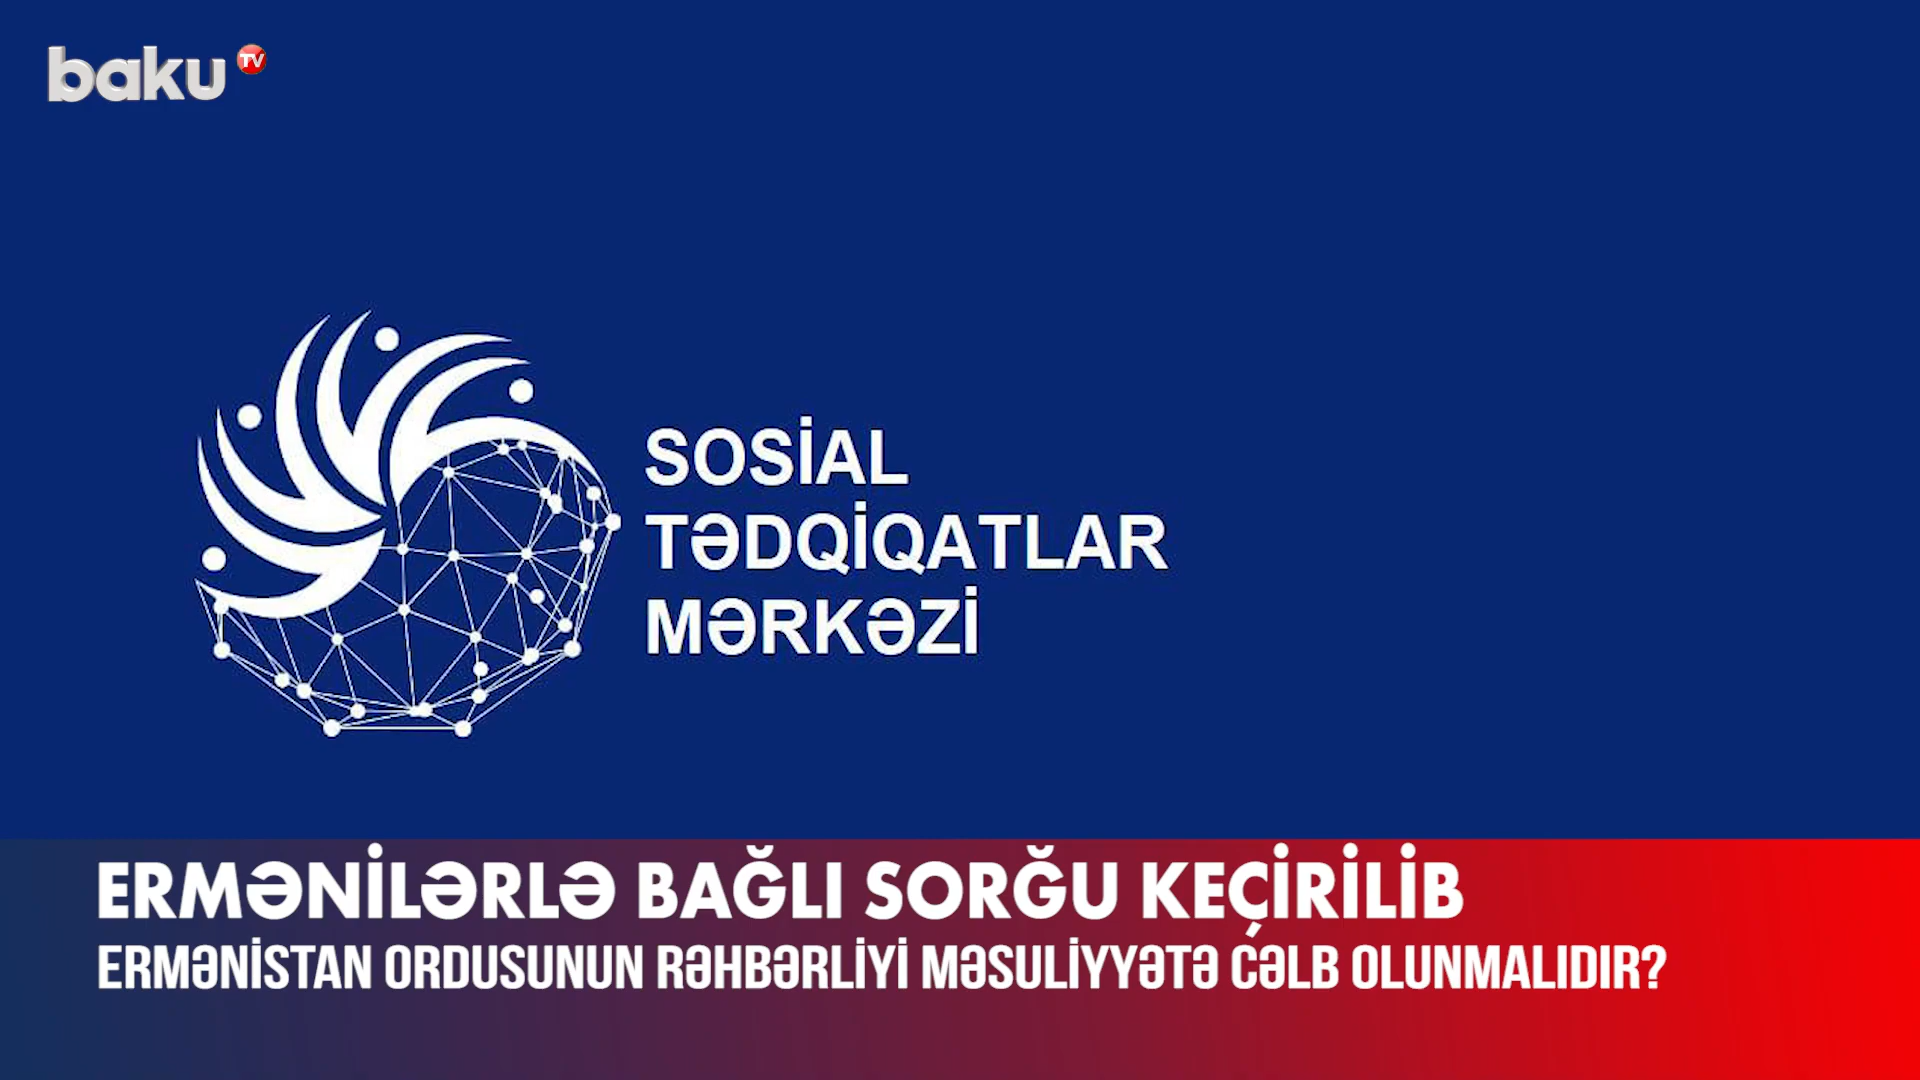 baku TV
SOSİAL
TƏDQİQATLAR
MƏRKƏZİ
ERMƏNİLƏRLƏ BAĞLI SORĞU KEÇİRİLİB
ERMƏNİSTAN ORDUSUNUN RƏHBƏRLİYİ MƏSULİYYƏTƏ CƏLB OLUNMALIDIR?